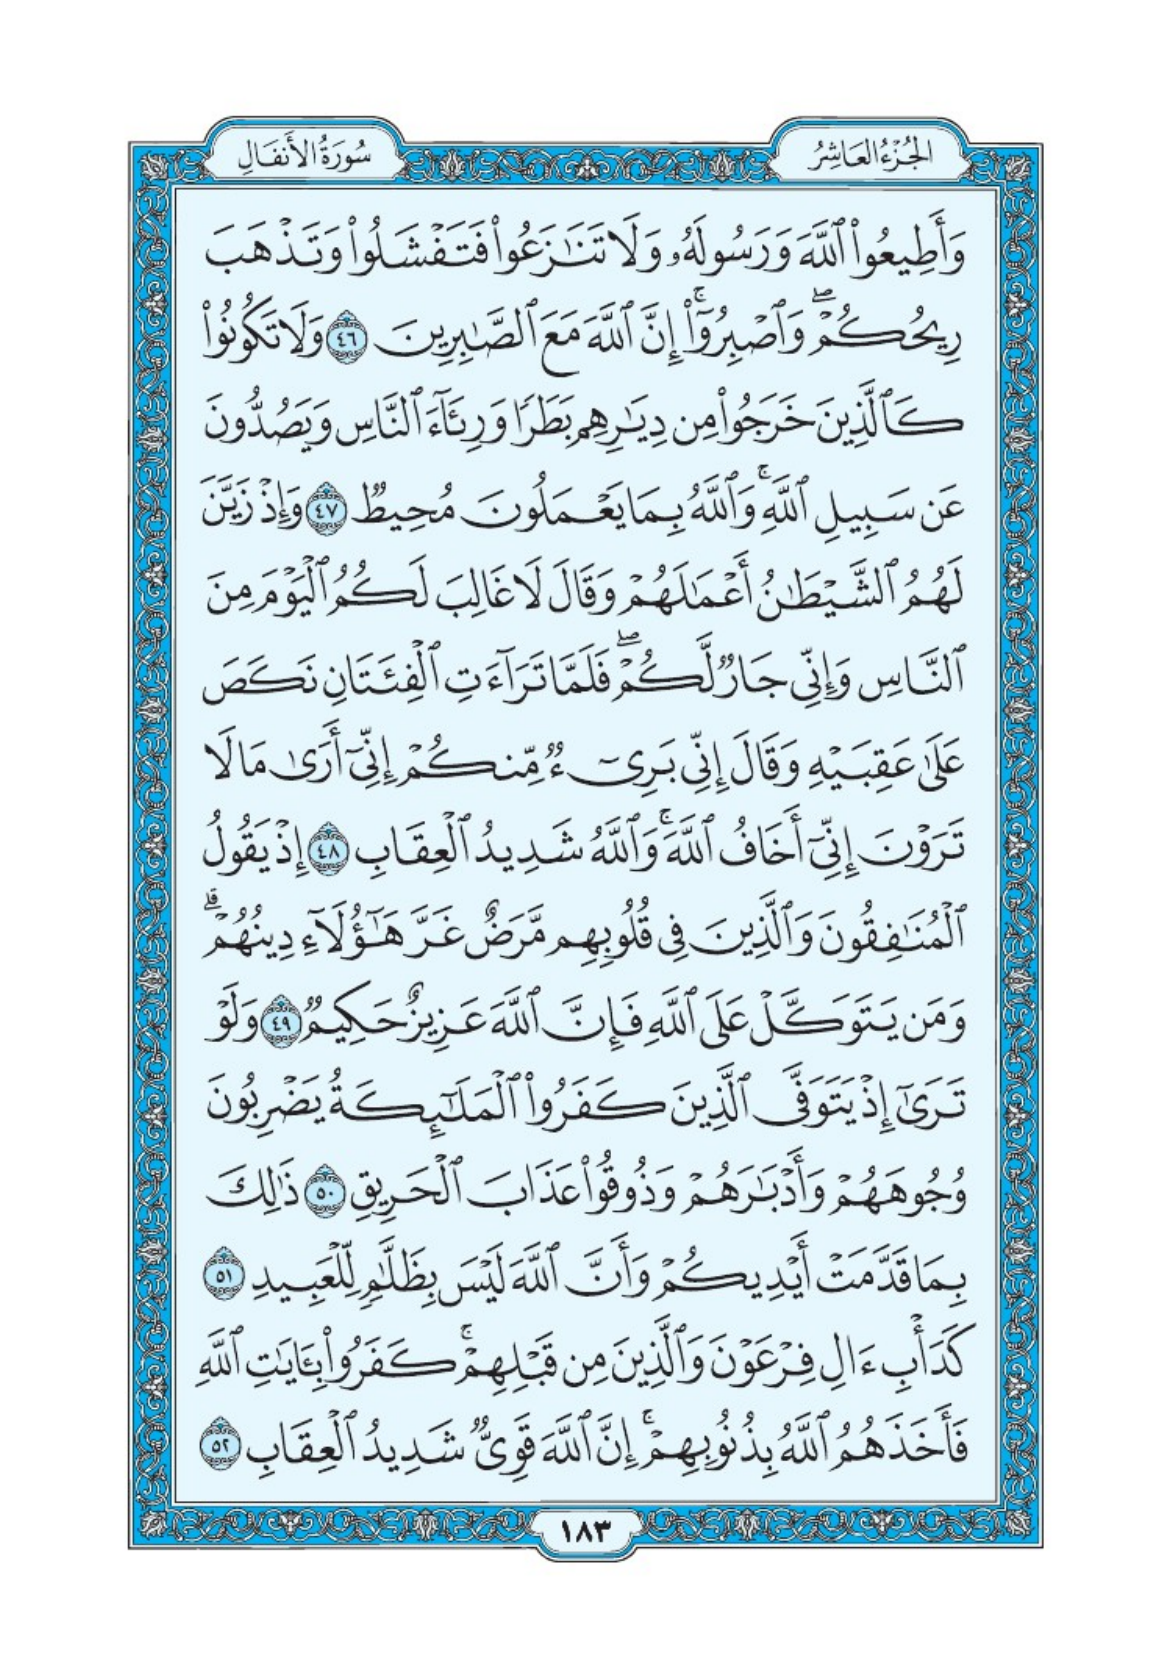 الجُزْءُ العَاشِرُ
سُورَةُ الأَنفَالِ
وَأَطِيعُوا۟ ٱللَّهَ وَرَسُولَهُۥ وَلَا تَنَـٰزَعُوا۟ فَتَفْشَلُوا۟ وَتَذْهَبَ
رِيحُكُمْ ۖ وَٱصْبِرُوٓا۟ ۚ إِنَّ ٱللَّهَ مَعَ ٱلصَّـٰبِرِينَ ٤٦ وَلَا تَكُونُوا۟
كَٱلَّذِينَ خَرَجُوا۟ مِن دِيَـٰرِهِم بَطَرًا وَرِئَآءَ ٱلنَّاسِ وَيَصُدُّونَ
عَن سَبِيلِ ٱللَّهِ ۚ وَٱللَّهُ بِمَا يَعْمَلُونَ مُحِيطٌ ٤٧ وَإِذْ زَيَّنَ
لَهُمُ ٱلشَّيْطَـٰنُ أَعْمَـٰلَهُمْ وَقَالَ لَا غَالِبَ لَكُمُ ٱلْيَوْمَ مِنَ
ٱلنَّاسِ وَإِنِّى جَارٌ لَّكُمْ ۖ فَلَمَّا تَرَآءَتِ ٱلْفِئَتَانِ نَكَصَ
عَلَىٰ عَقِبَيْهِ وَقَالَ إِنِّى بَرِىٓءٌ مِّنكُمْ إِنِّىٓ أَرَىٰ مَا لَا
تَرَوْنَ إِنِّىٓ أَخَافُ ٱللَّهَ ۚ وَٱللَّهُ شَدِيدُ ٱلْعِقَابِ ٤٨ إِذْ يَقُولُ
ٱلْمُنَـٰفِقُونَ وَٱلَّذِينَ فِى قُلُوبِهِم مَّرَضٌ غَرَّ هَـٰٓؤُلَآءِ دِينُهُمْ ۗ
وَمَن يَتَوَكَّلْ عَلَى ٱللَّهِ فَإِنَّ ٱللَّهَ عَزِيزٌ حَكِيمٌ ٤٩ وَلَوْ
تَرَىٰٓ إِذْ يَتَوَفَّى ٱلَّذِينَ كَفَرُوا۟ ٱلْمَلَـٰٓئِكَةُ يَضْرِبُونَ
وُجُوهَهُمْ وَأَدْبَـٰرَهُمْ وَذُوقُوا۟ عَذَابَ ٱلْحَرِيقِ ٥٠ ذَٰلِكَ
بِمَا قَدَّمَتْ أَيْدِيكُمْ وَأَنَّ ٱللَّهَ لَيْسَ بِظَلَّـٰمٍ لِّلْعَبِيدِ ٥١
كَدَأْبِ ءَالِ فِرْعَوْنَ وَٱلَّذِينَ مِن قَبْلِهِمْ ۚ كَفَرُوا۟ بِـَٔايَـٰتِ ٱللَّهِ
فَأَخَذَهُمُ ٱللَّهُ بِذُنُوبِهِمْ ۚ إِنَّ ٱللَّهَ قَوِىٌّ شَدِيدُ ٱلْعِقَابِ ٥٢
١٨٣